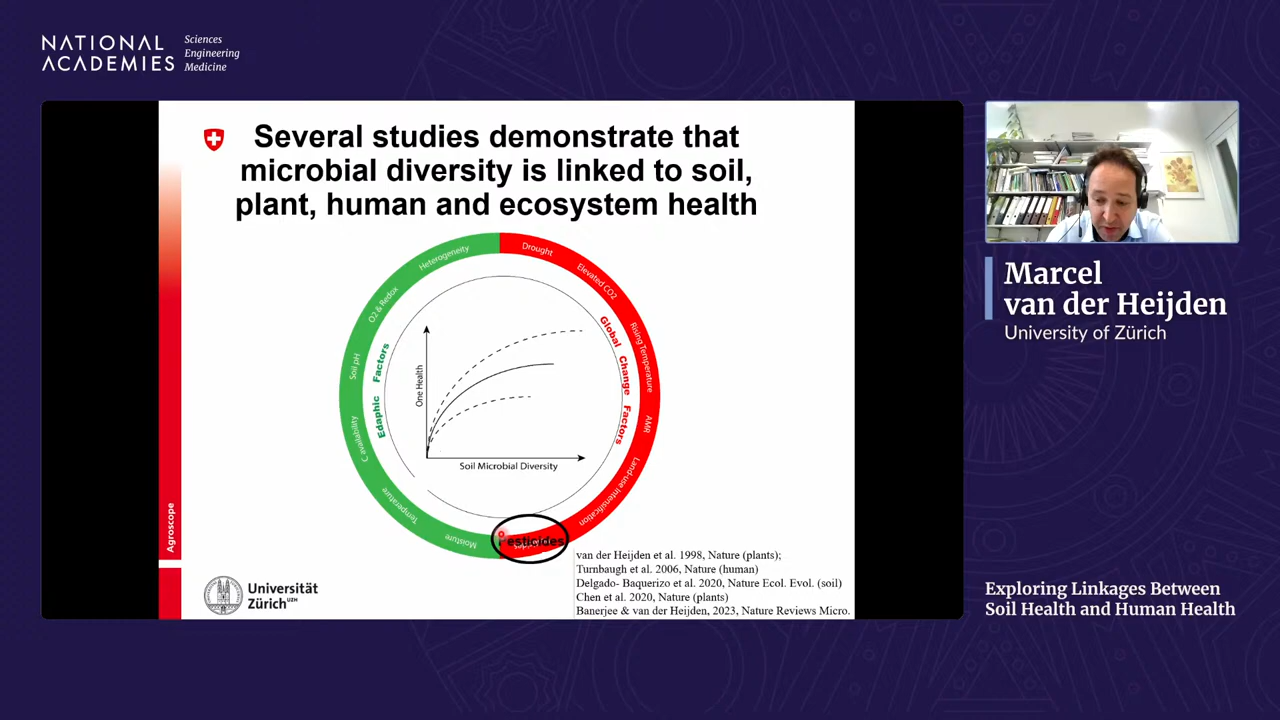 NATIONAL ACADEMIES
Sciences
Engineering
Medicine
Several studies demonstrate that
microbial diversity is linked to soil,
plant, human and ecosystem health
Heterogeneity
O2 & Redox
Soil pH
C availability
Temperature
Moisture
Edaphic Factors
Drought
Elevated CO2
Rising Temperature
AMR
Land-use Intensification
Pesticides
Global Change Factors
One Health
Soil Microbial Diversity
Agroscope
Universität
Zürich UZH
van der Heijden et al. 1998, Nature (plants);
Turnbaugh et al. 2006, Nature (human)
Delgado- Baquerizo et al. 2020, Nature Ecol. Evol. (soil)
Chen et al. 2020, Nature (plants)
Banerjee & van der Heijden, 2023, Nature Reviews Micro.
Marcel
van der Heijden
University of Zürich
Exploring Linkages Between
Soil Health and Human Health